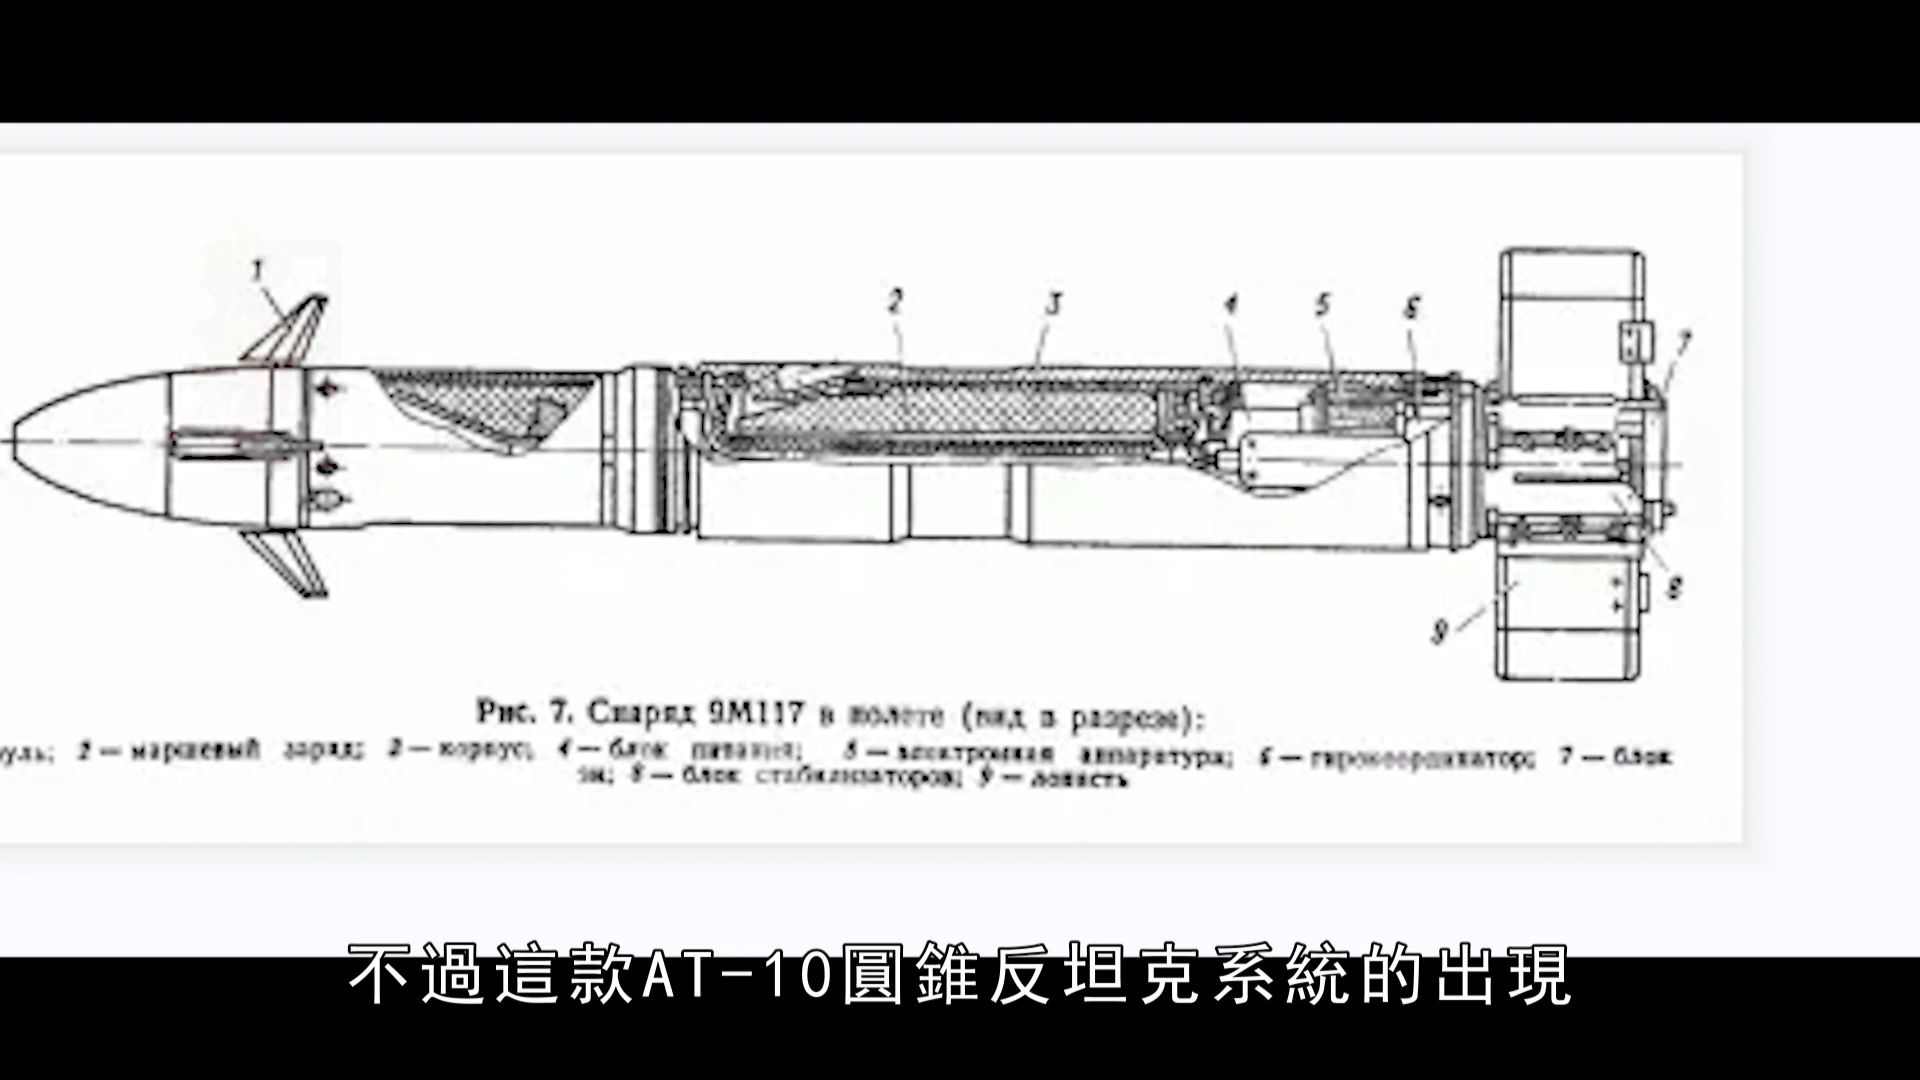 1
2
3
4
5
6
7
8
9
Рис. 7. Снаряд 9М117 в полете (вид в разрезе):
2 — маршевый заряд; 3 — корпус; 4 — блок питания; 5 — электронная аппаратура; 6 — гирокоординатор; 7 — блок
8 — блок стабилизаторов; 9 — лопасть
不過這款AT-10圓錐反坦克系統的出現